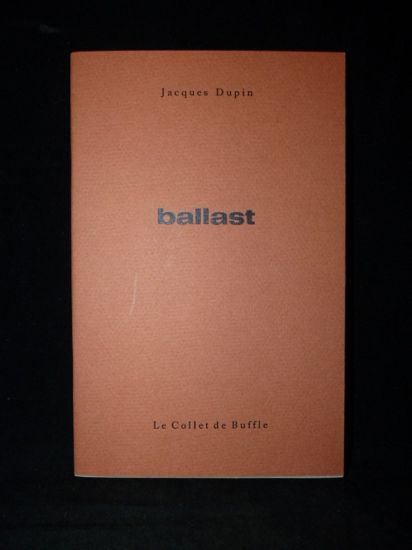 Jacques Dupin
ballast
Le Collet de Buffle